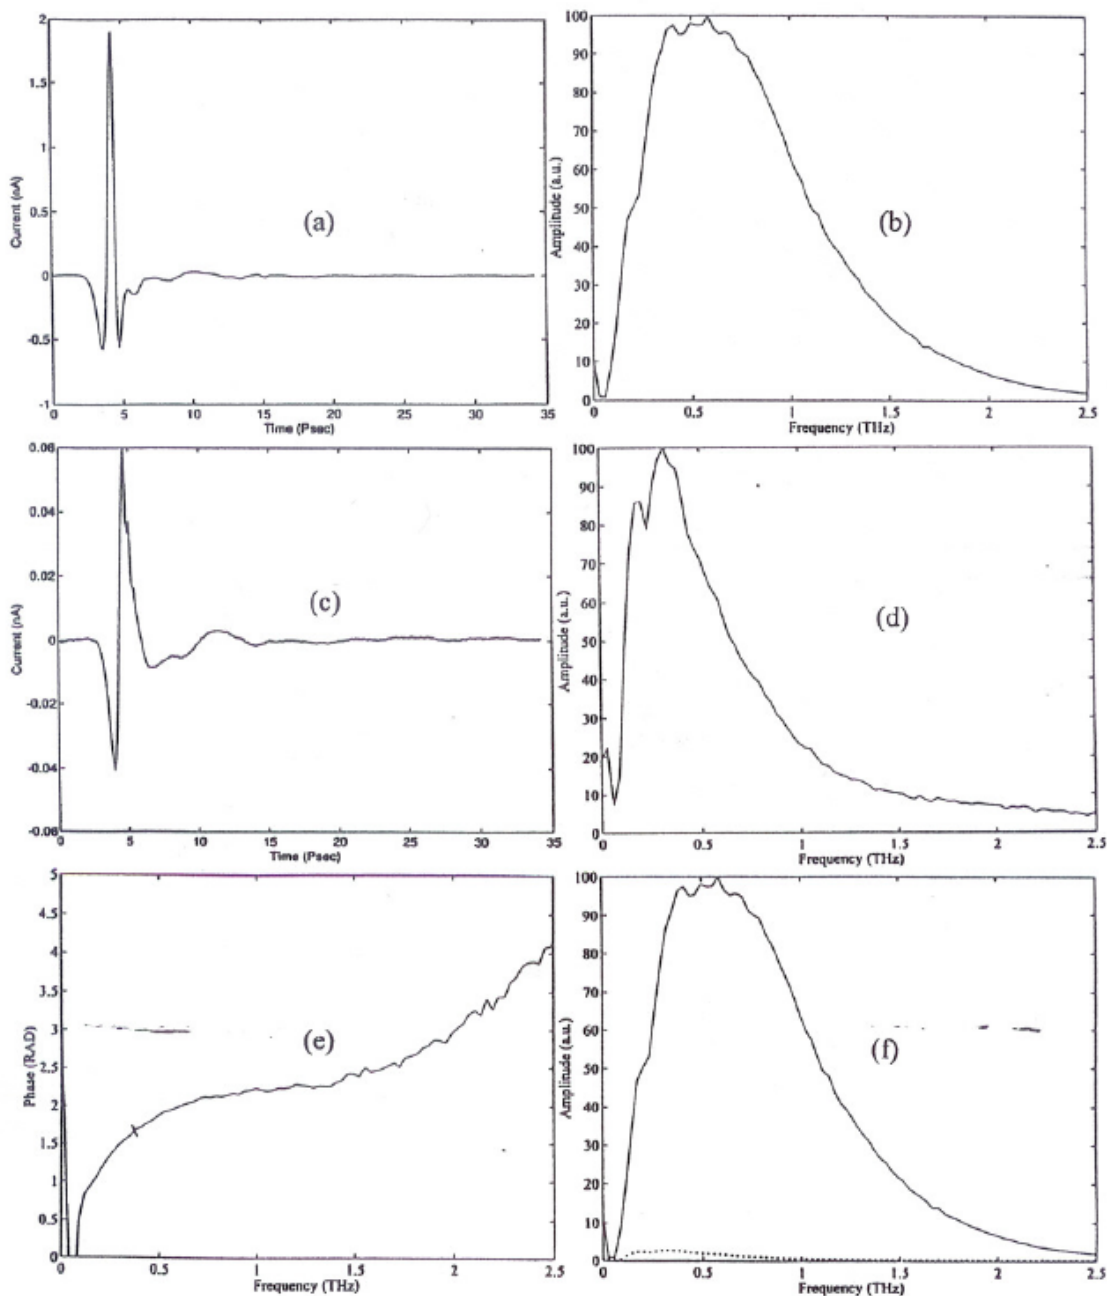 2
1.5
1
0.5
0
-0.5
-1
Current (nA)
(a)
0 5 10 15 20 25 30 35
Time (Psec)
100
90
80
70
60
50
40
30
20
10
0
Amplitude (a.u.)
(b)
0 0.5 1 1.5 2 2.5
Frequency (THz)
0.06
0.04
0.02
0
-0.02
-0.04
-0.06
Current (nA)
(c)
0 5 10 15 20 25 30 35
Time (Psec)
100
90
80
70
60
50
40
30
20
10
0
Amplitude (a.u.)
(d)
0 0.5 1 1.5 2 2.5
Frequency (THz)
5
4.5
4
3.5
3
2.5
2
1.5
1
0.5
0
Phase (RAD)
(e)
0 0.5 1 1.5 2 2.5
Frequency (THz)
100
90
80
70
60
50
40
30
20
10
0
Amplitude (a.u.)
(f)
0 0.5 1 1.5 2 2.5
Frequency (THz)